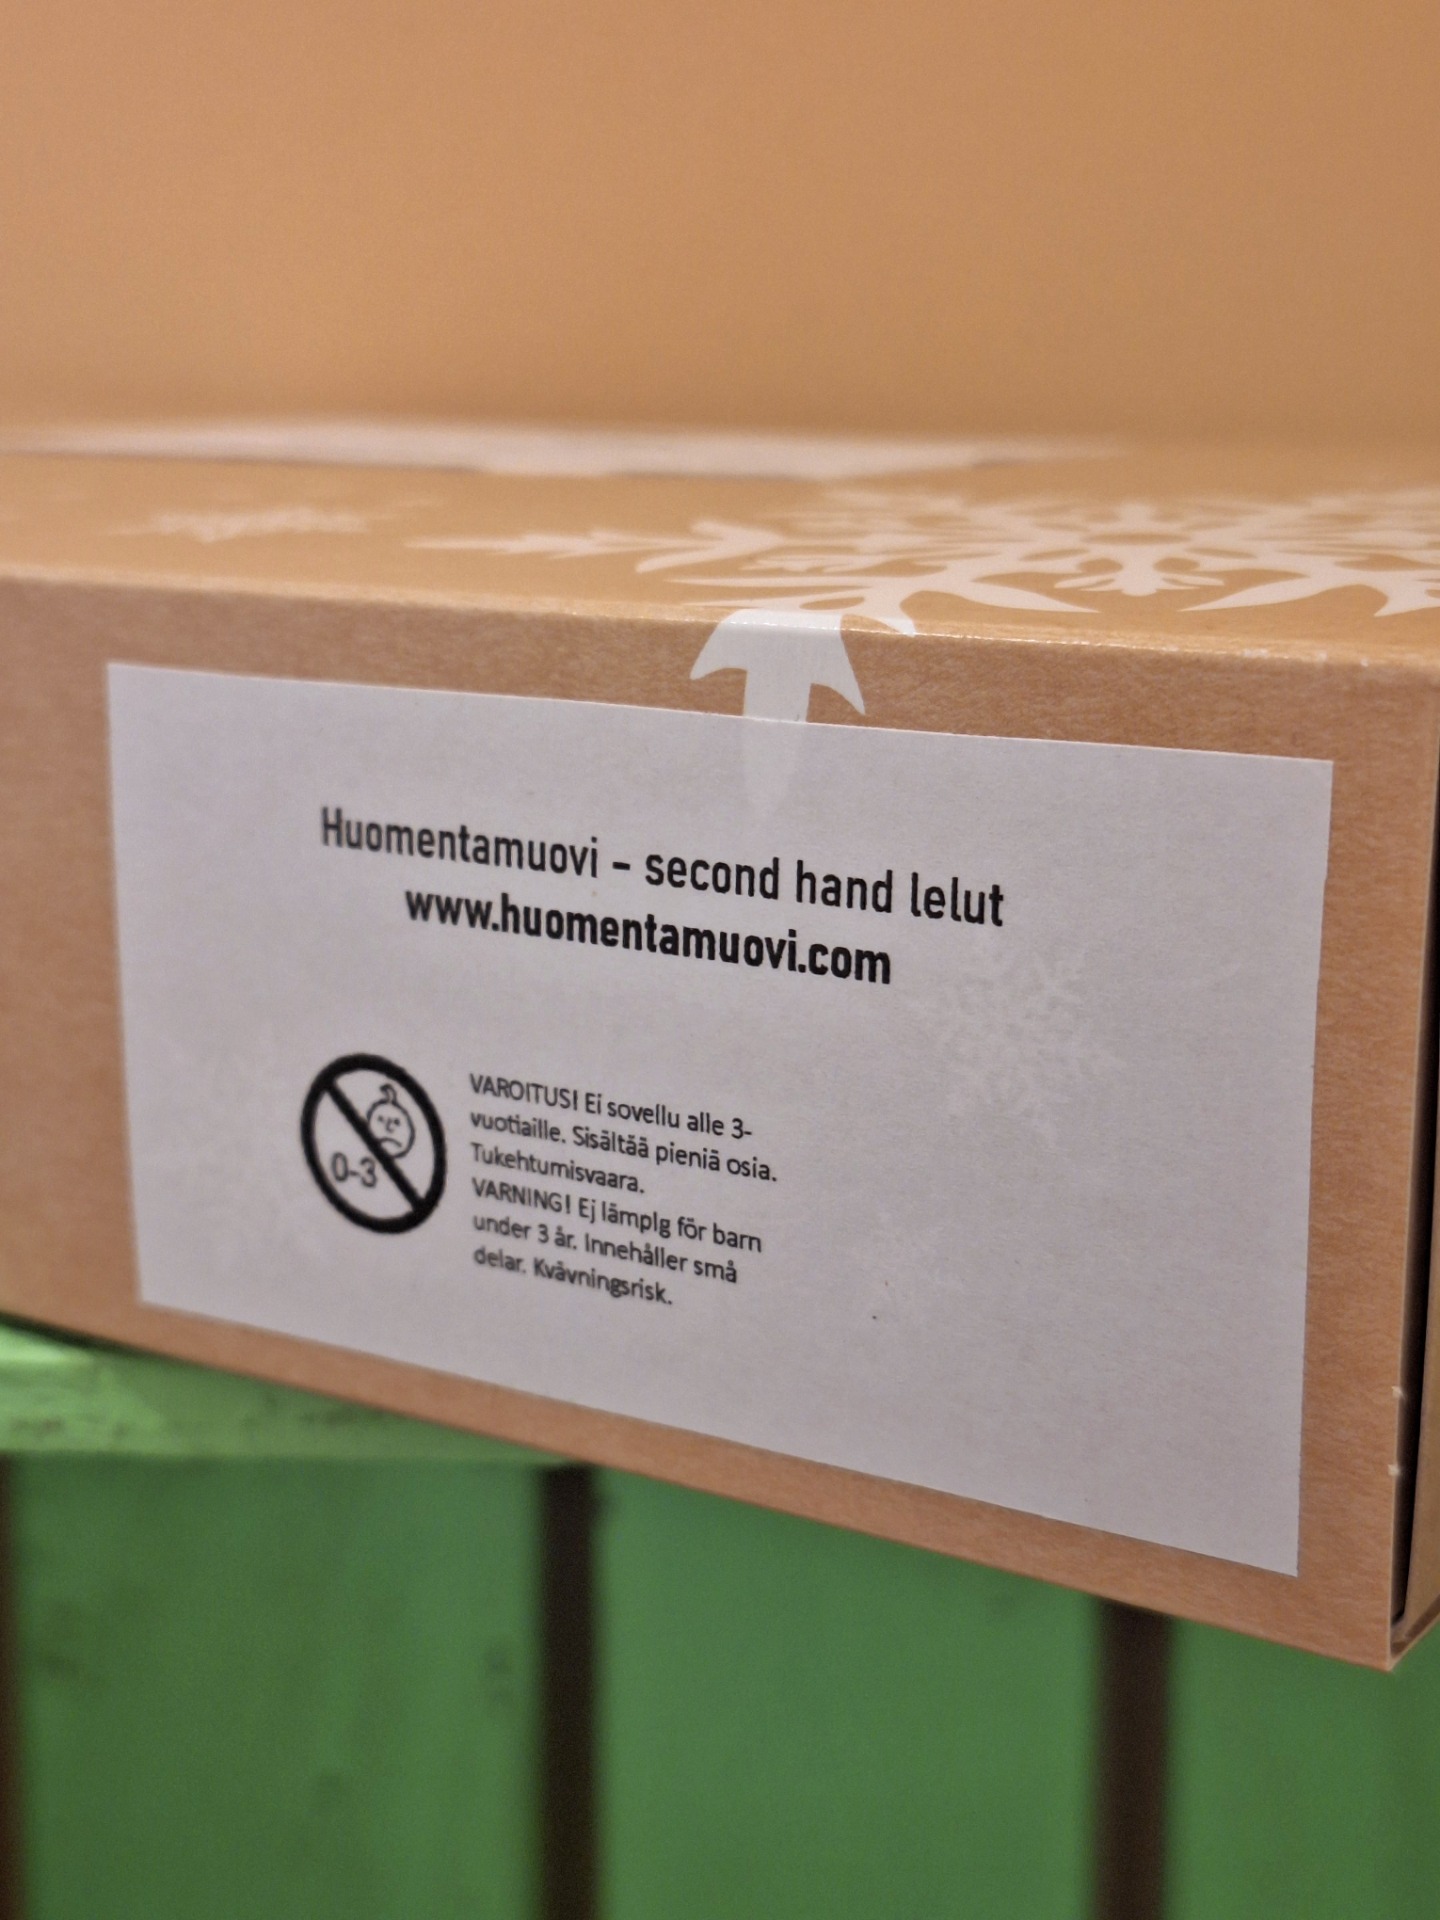 Huomentamuovi – second hand lelut
www.huomentamuovi.com
0-3
VAROITUS! Ei sovellu alle 3-
vuotiaille. Sisältää pieniä osia.
Tukehtumisvaara.
VARNING! Ej lämplg för barn
under 3 år. Innehåller små
delar. Kvävningsrisk.